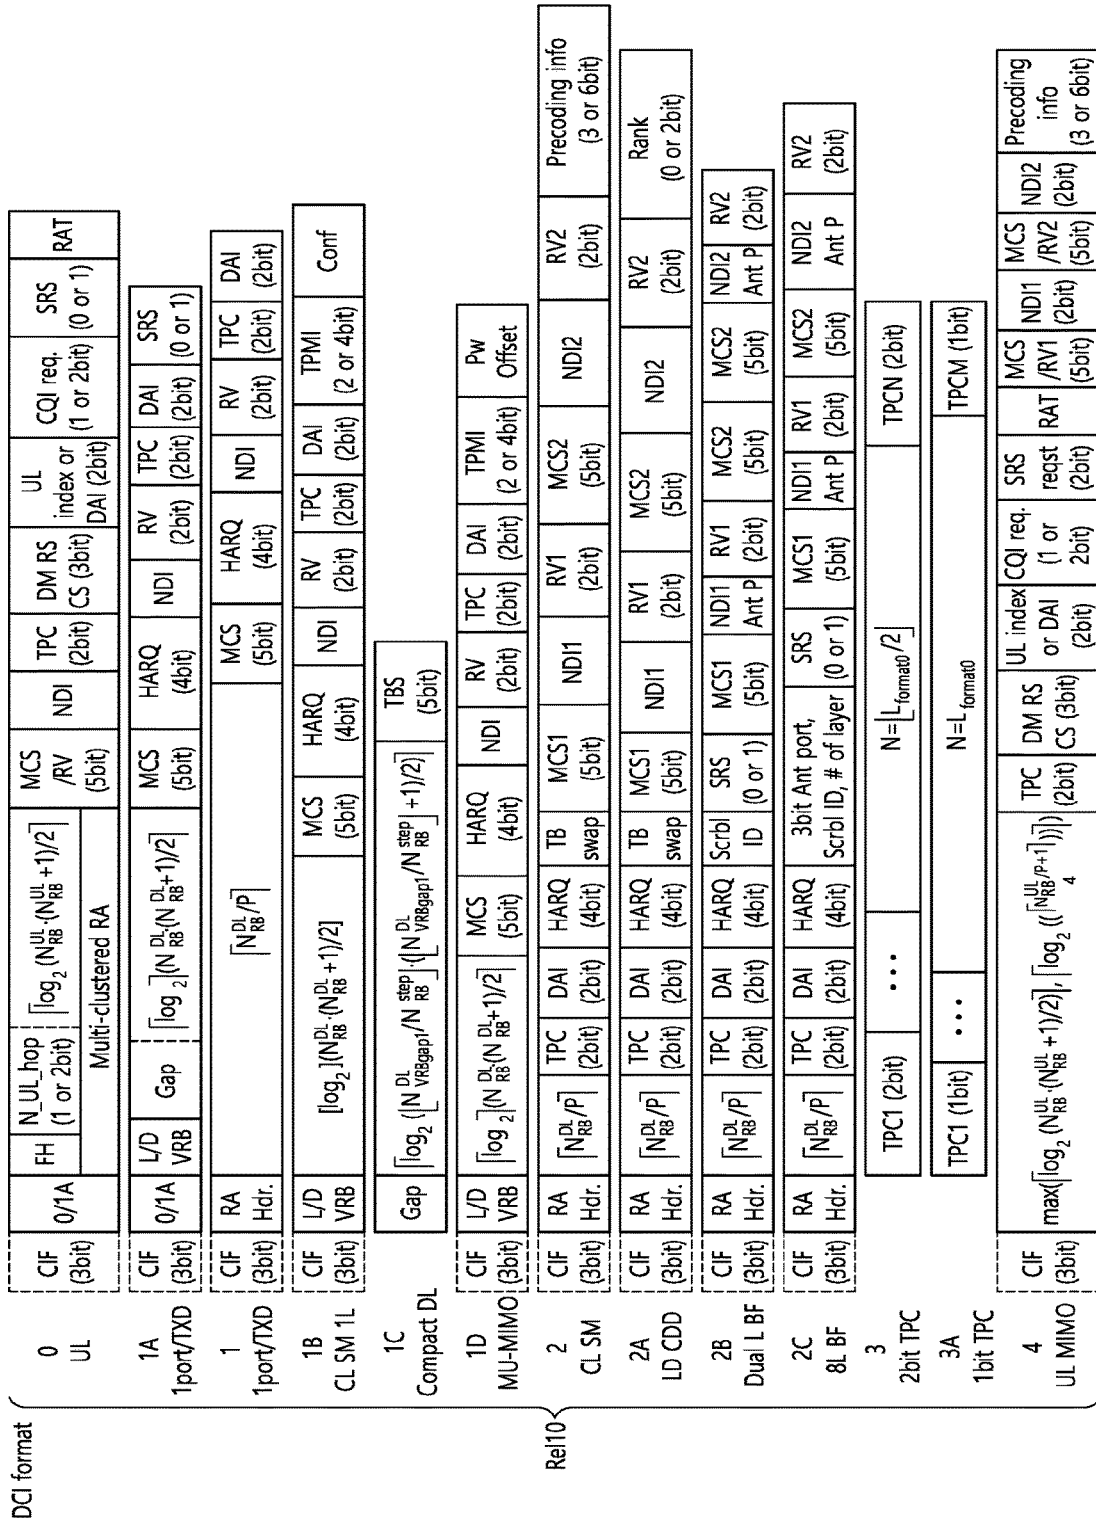 DCI format
Rel10
0
UL
CIF
(3bit)
0/1A
FH
N_UL_hop
(1 or 2bit)
⌈log₂(N_RB^UL·(N_RB^UL+1)/2⌉
Multi-clustered RA
MCS
/RV
(5bit)
NDI
TPC
(2bit)
DM RS
CS (3bit)
UL
index or
DAI (2bit)
CQI req.
(1 or 2bit)
SRS
(0 or 1)
RAT
1A
1port/TXD
CIF
(3bit)
0/1A
L/D
VRB
Gap
⌈log₂](N_RB^DL·(N_RB^DL+1)/2⌉
MCS
(5bit)
HARQ
(4bit)
NDI
RV
(2bit)
TPC
(2bit)
DAI
(2bit)
SRS
(0 or 1)
1
1port/TXD
CIF
(3bit)
RA
Hdr.
⌈N_RB^DL/P⌉
MCS
(5bit)
HARQ
(4bit)
NDI
RV
(2bit)
TPC
(2bit)
DAI
(2bit)
1B
CL SM 1L
CIF
(3bit)
L/D
VRB
[log₂](N_RB^DL·(N_RB^DL+1)/2]
MCS
(5bit)
HARQ
(4bit)
NDI
RV
(2bit)
TPC
(2bit)
DAI
(2bit)
TPMI
(2 or 4bit)
Conf
1C
Compact DL
Gap
⌈log₂(⌊N_VRBgap1^DL/N_RB^step⌋·(⌊N_VRBgap1^DL/N_RB^step⌋+1)/2)⌉
TBS
(5bit)
1D
MU-MIMO
CIF
(3bit)
L/D
VRB
⌈log₂](N_RB^DL·(N_RB^DL+1)/2⌉
MCS
(5bit)
HARQ
(4bit)
NDI
RV
(2bit)
TPC
(2bit)
DAI
(2bit)
TPMI
(2 or 4bit)
Pw
Offset
2
CL SM
CIF
(3bit)
RA
Hdr.
⌈N_RB^DL/P⌉
TPC
(2bit)
DAI
(2bit)
HARQ
(4bit)
TB
swap
MCS1
(5bit)
NDI1
RV1
(2bit)
MCS2
(5bit)
NDI2
RV2
(2bit)
Precoding info
(3 or 6bit)
2A
LD CDD
CIF
(3bit)
RA
Hdr.
⌈N_RB^DL/P⌉
TPC
(2bit)
DAI
(2bit)
HARQ
(4bit)
TB
swap
MCS1
(5bit)
NDI1
RV1
(2bit)
MCS2
(5bit)
NDI2
RV2
(2bit)
Rank
(0 or 2bit)
2B
Dual L BF
CIF
(3bit)
RA
Hdr.
⌈N_RB^DL/P⌉
TPC
(2bit)
DAI
(2bit)
HARQ
(4bit)
Scrbl
ID
SRS
(0 or 1)
MCS1
(5bit)
NDI1
Ant P
RV1
(2bit)
MCS2
(5bit)
MCS2
(5bit)
NDI2
Ant P
RV2
(2bit)
2C
8L BF
CIF
(3bit)
RA
Hdr.
⌈N_RB^DL/P⌉
TPC
(2bit)
DAI
(2bit)
HARQ
(4bit)
3bit Ant port,
Scrbl ID, # of layer
SRS
(0 or 1)
MCS1
(5bit)
NDI1
Ant P
RV1
(2bit)
MCS2
(5bit)
NDI2
Ant P
RV2
(2bit)
3
2bit TPC
TPC1 (2bit)
•••
N=⌊L_format0/2⌋
TPCN (2bit)
3A
1bit TPC
TPC1 (1bit)
•••
N=L_format0
TPCM (1bit)
4
UL MIMO
CIF
(3bit)
max(⌈log₂(N_RB^UL·(N_RB^UL+1)/2)⌉, ⌈log₂((⌈N_RB^UL/P+1⌉ 4))⌉)
TPC
(2bit)
DM RS
CS (3bit)
UL index
or DAI
(2bit)
CQI req.
(1 or
2bit)
SRS
reqst
(2bit)
RAT
MCS
/RV1
(5bit)
NDI1
(2bit)
MCS
/RV2
(5bit)
NDI2
(2bit)
Precoding
info
(3 or 6bit)